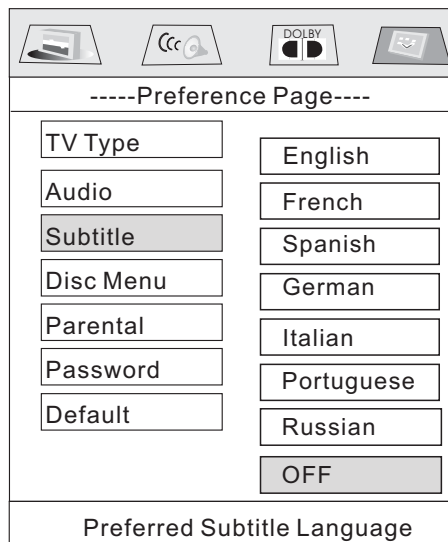 DOLBY
-----Preference Page----
TV Type
Audio
Subtitle
Disc Menu
Parental
Password
Default
English
French
Spanish
German
Italian
Portuguese
Russian
OFF
Preferred Subtitle Language